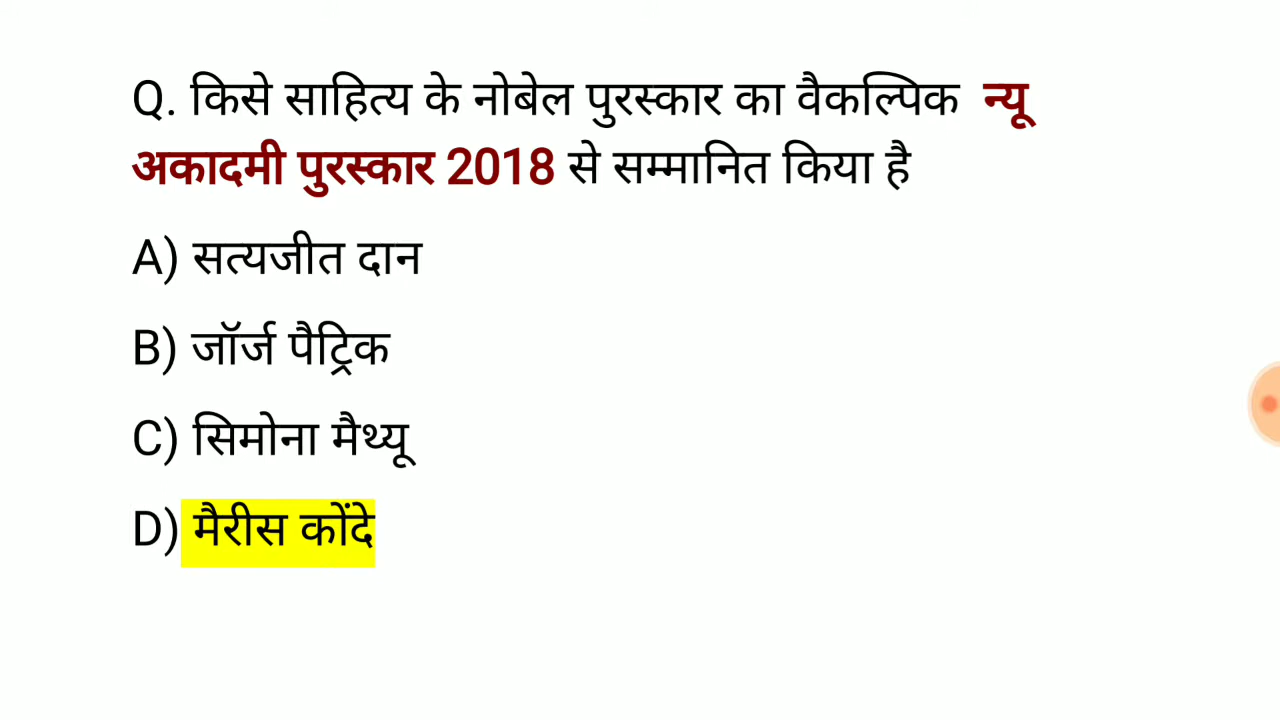 Q. किसे साहित्य के नोबेल पुरस्कार का वैकल्पिक न्यू
अकादमी पुरस्कार 2018 से सम्मानित किया है
A) सत्यजीत दान
B) जॉर्ज पैट्रिक
C) सिमोना मैथ्यू
D) मैरीस कोंदे